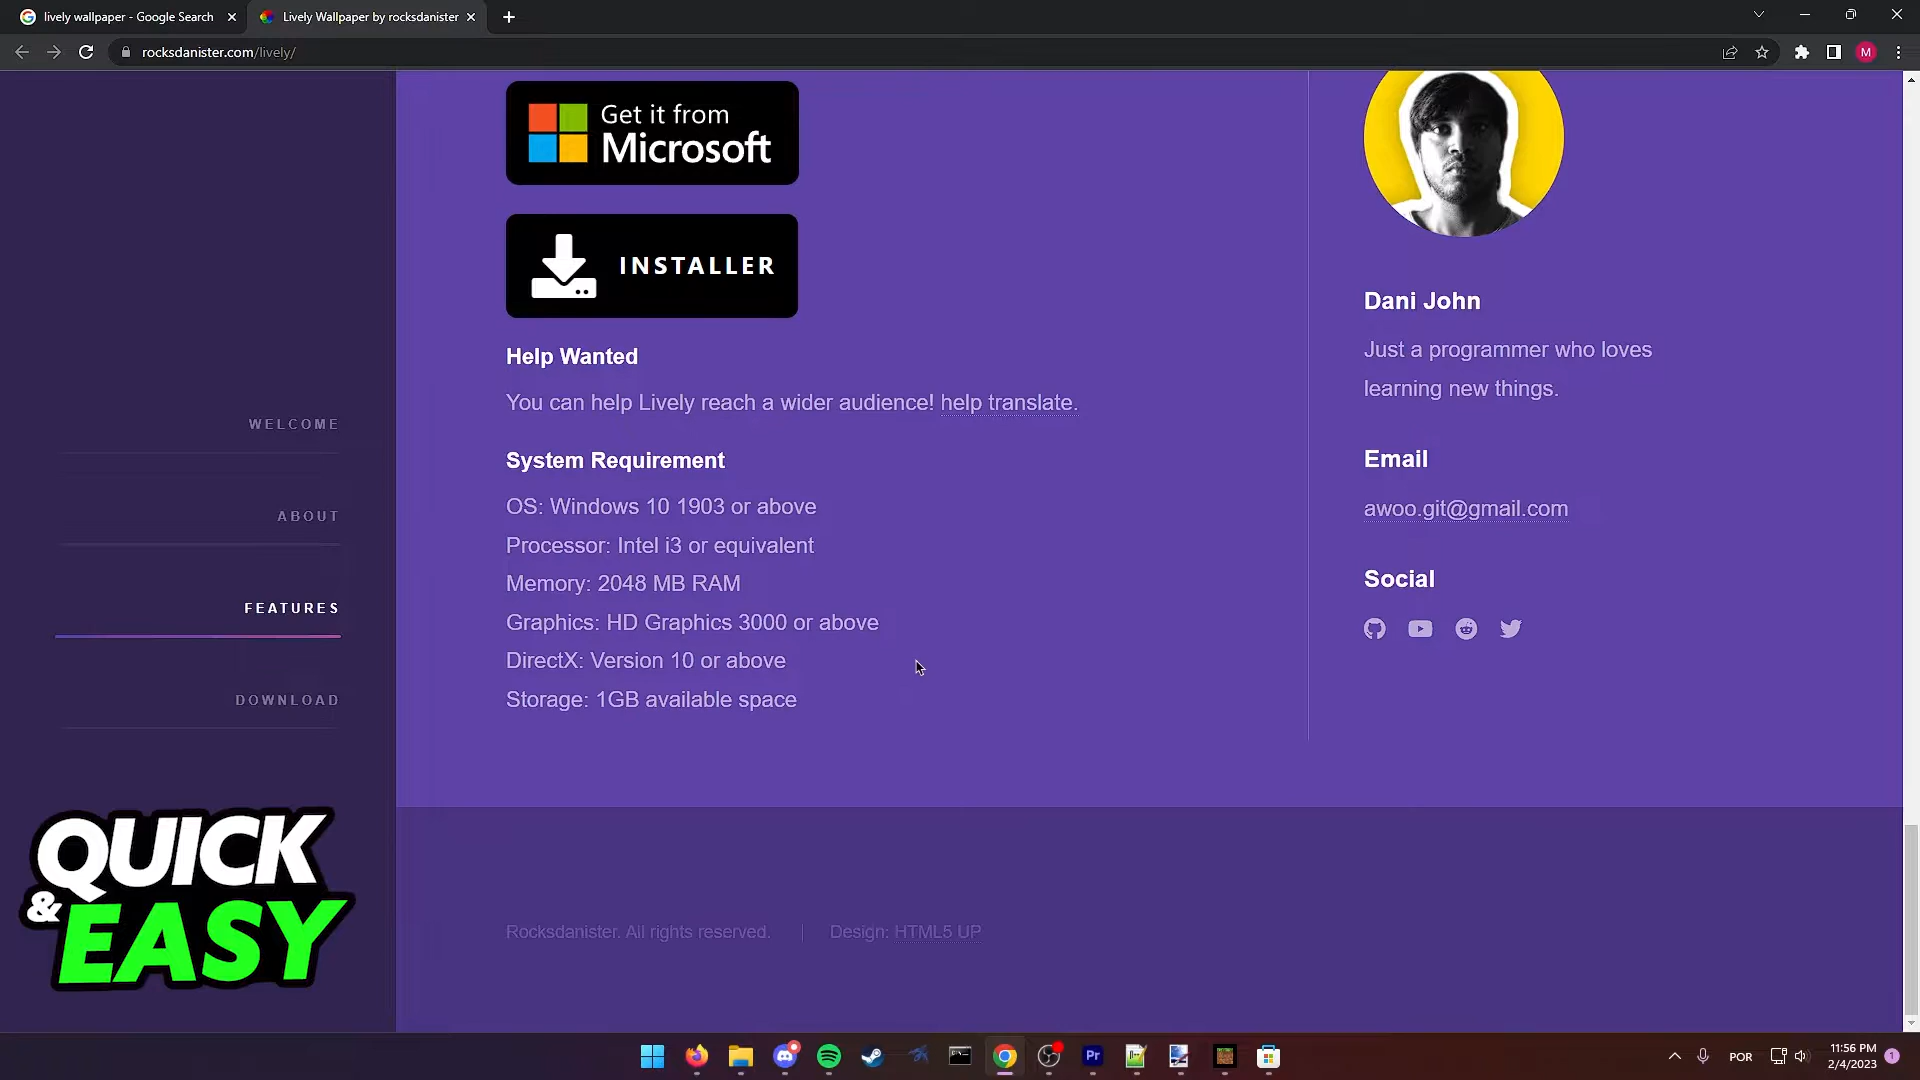 lively wallpaper - Google Search
Lively Wallpaper by rocksdanister
rocksdanister.com/lively/
M
Get it from
Microsoft
INSTALLER
Help Wanted
You can help Lively reach a wider audience! help translate.
System Requirement
OS: Windows 10 1903 or above
Processor: Intel i3 or equivalent
Memory: 2048 MB RAM
Graphics: HD Graphics 3000 or above
DirectX: Version 10 or above
Storage: 1GB available space
Dani John
Just a programmer who loves
learning new things.
Email
awoo.git@gmail.com
Social
WELCOME
ABOUT
FEATURES
DOWNLOAD
QUICK
& EASY
Rocksdanister. All rights reserved.
Design: HTML5 UP
Pr
POR
11:56 PM
2/4/2023
1